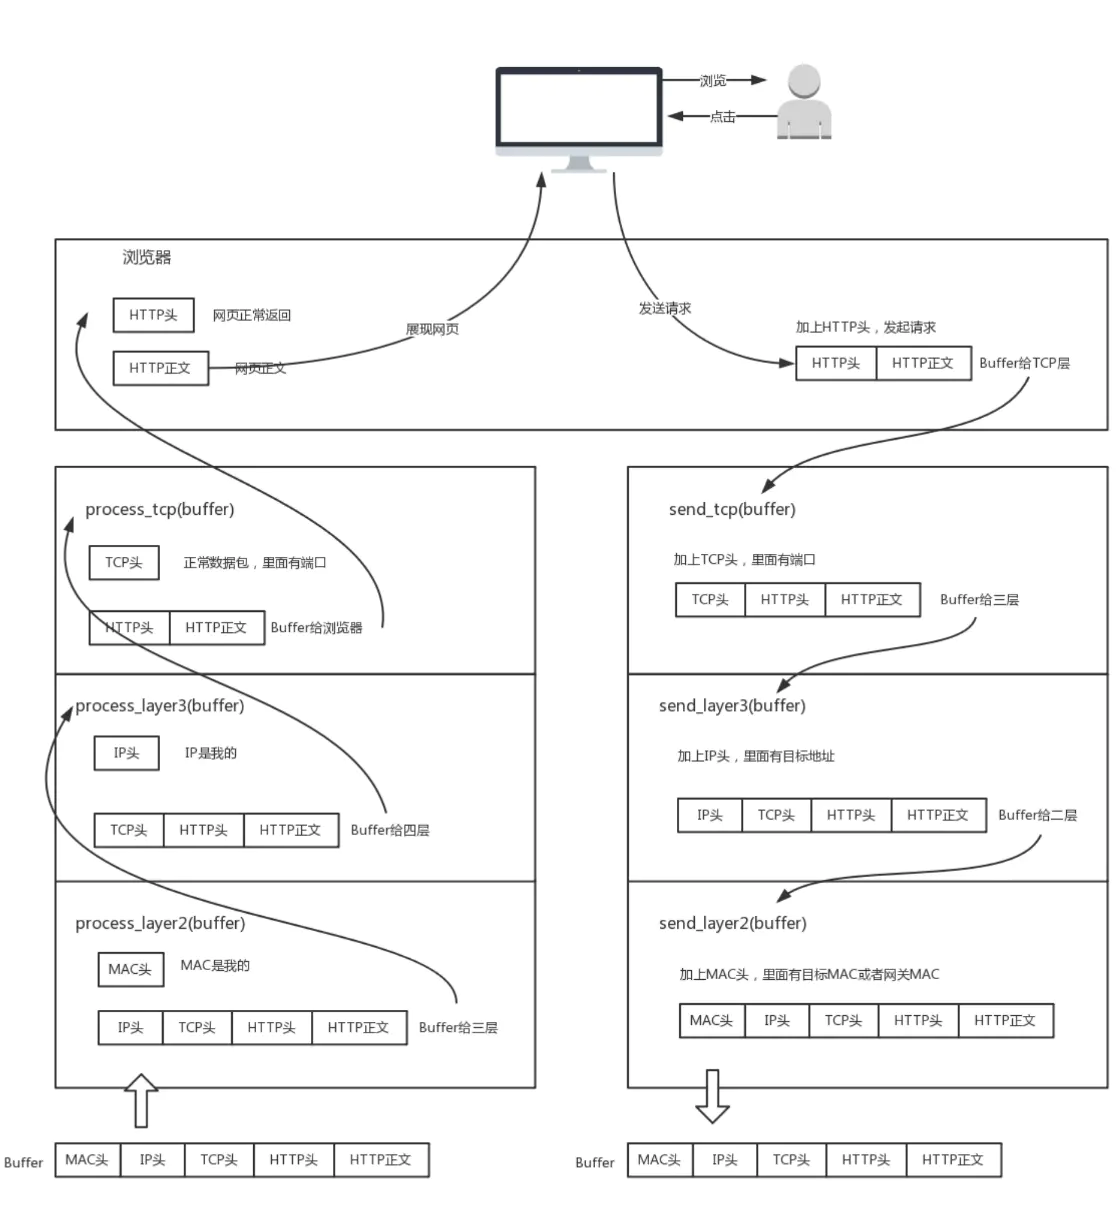 浏览
点击
浏览器
HTTP头
网页正常返回
HTTP正文
网页正文
展现网页
发送请求
加上HTTP头，发起请求
HTTP头 HTTP正文 Buffer给TCP层
process_tcp(buffer)
TCP头
正常数据包，里面有端口
HTTP头 HTTP正文 Buffer给浏览器
process_layer3(buffer)
IP头
IP是我的
TCP头 HTTP头 HTTP正文 Buffer给四层
process_layer2(buffer)
MAC头
MAC是我的
IP头 TCP头 HTTP头 HTTP正文 Buffer给三层
Buffer MAC头 IP头 TCP头 HTTP头 HTTP正文
send_tcp(buffer)
加上TCP头，里面有端口
TCP头 HTTP头 HTTP正文 Buffer给三层
send_layer3(buffer)
加上IP头，里面有目标地址
IP头 TCP头 HTTP头 HTTP正文 Buffer给二层
send_layer2(buffer)
加上MAC头，里面有目标MAC或者网关MAC
MAC头 IP头 TCP头 HTTP头 HTTP正文
Buffer MAC头 IP头 TCP头 HTTP头 HTTP正文